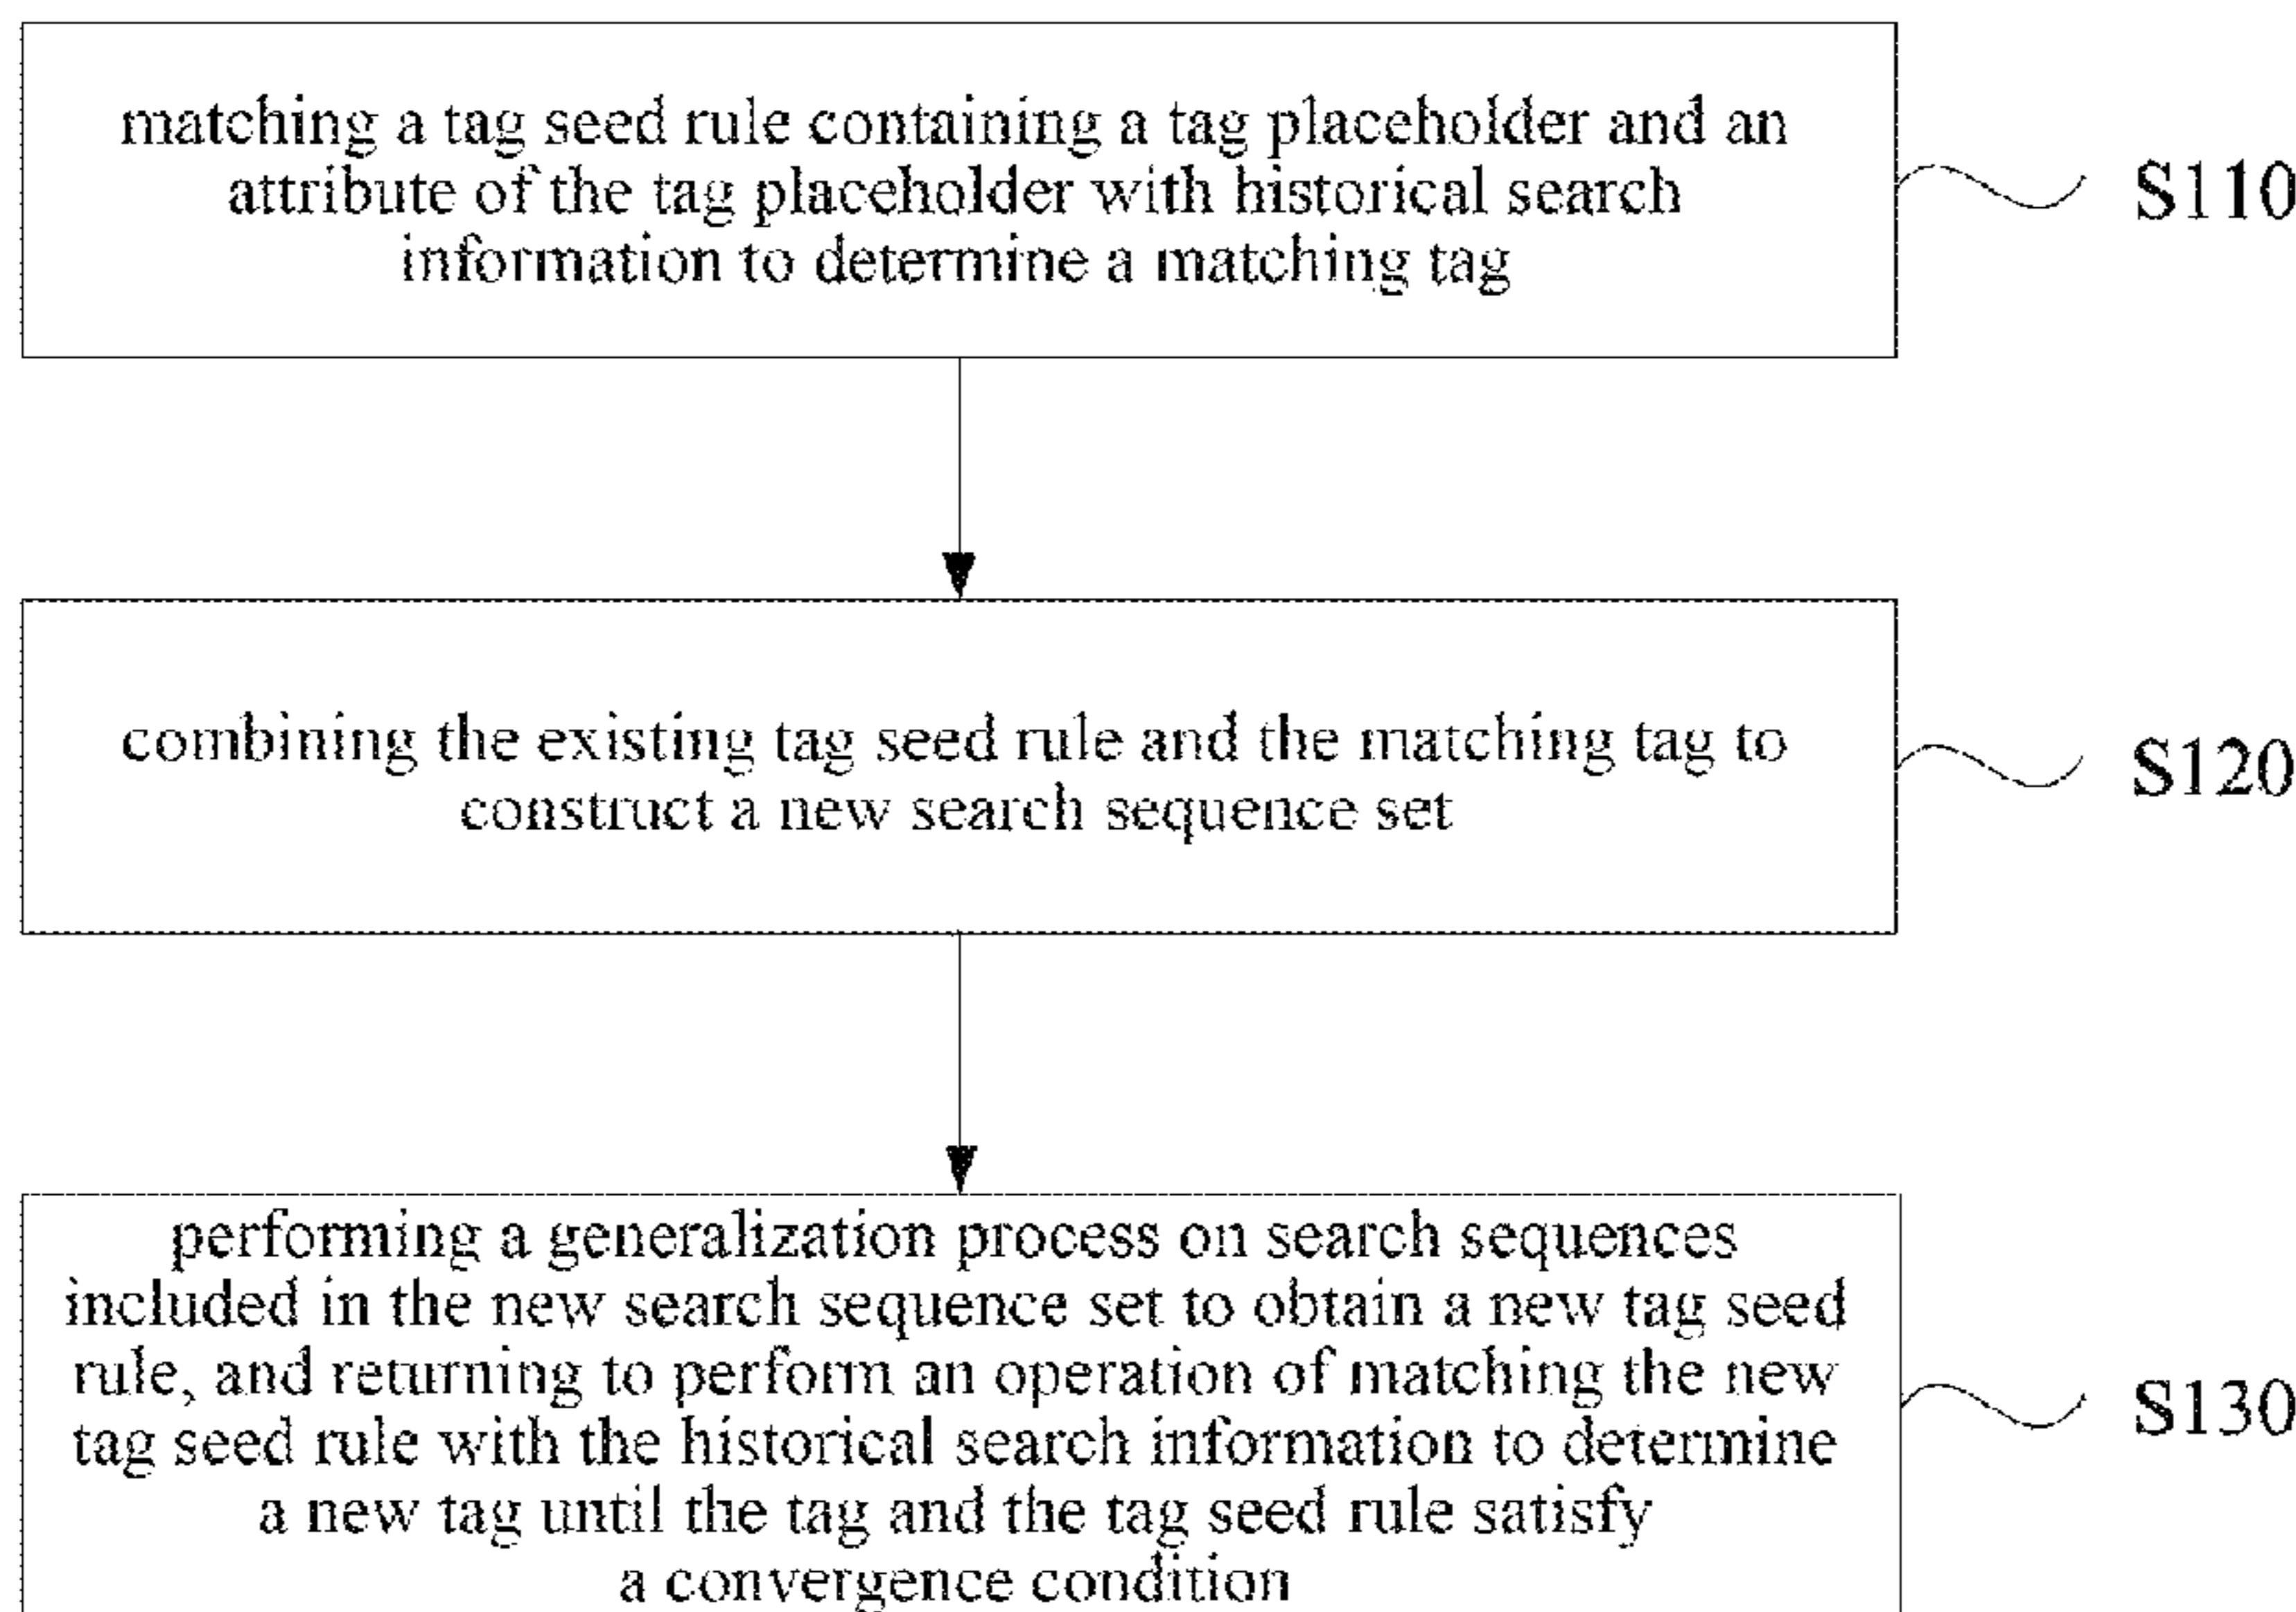 matching a tag seed rule containing a tag placeholder and an
attribute of the tag placeholder with historical search
information to determine a matching tag
S110
combining the existing tag seed rule and the matching tag to
construct a new search sequence set
S120
performing a generalization process on search sequences
included in the new search sequence set to obtain a new tag seed
rule, and returning to perform an operation of matching the new
tag seed rule with the historical search information to determine
a new tag until the tag and the tag seed rule satisfy
a convergence condition
S130